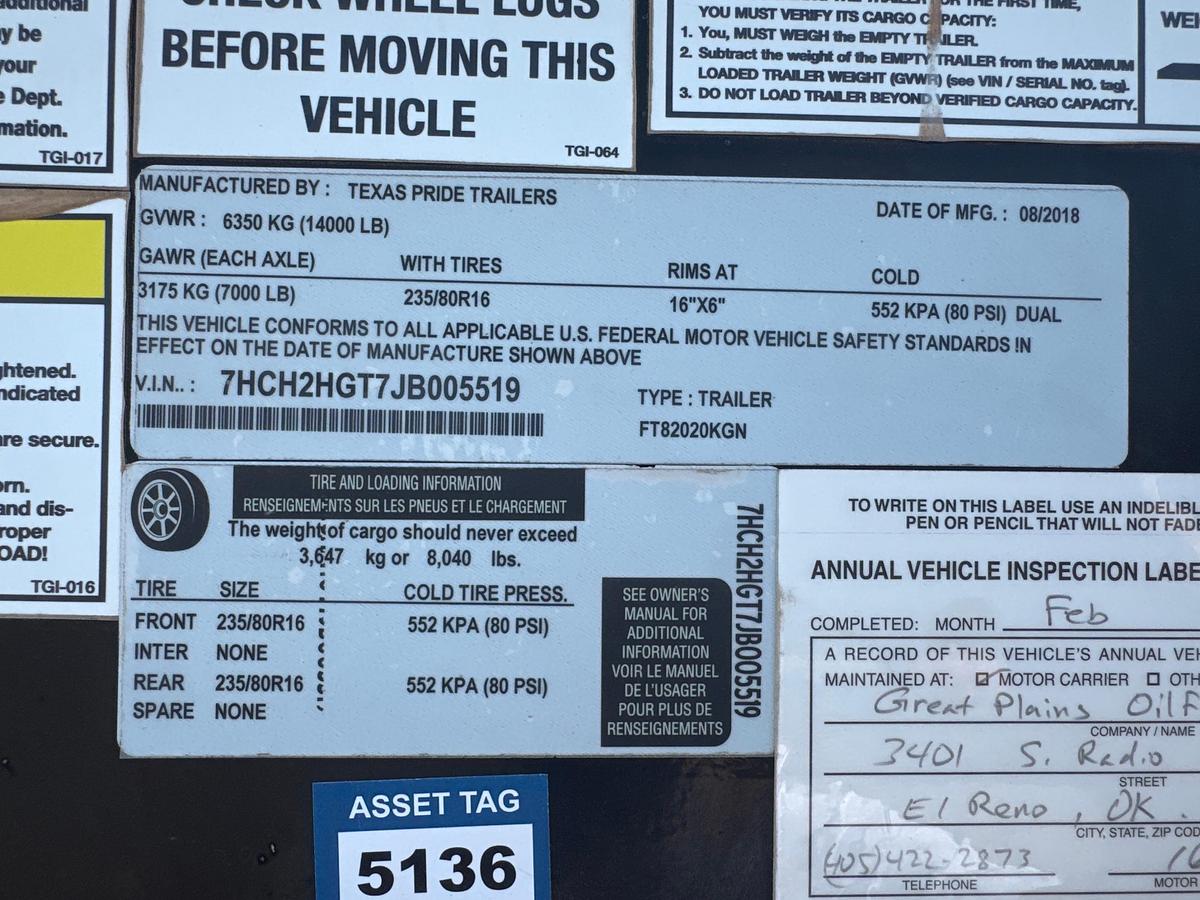 additional
ay be
your
e Dept.
mation.
TGI-017
CHECK WHEEL LUGS
BEFORE MOVING THIS
VEHICLE
TGI-064
THE TRAILER FOR THE FIRST TIME,
YOU MUST VERIFY ITS CARGO CAPACITY:
1. You, MUST WEIGH the EMPTY TRAILER.
2. Subtract the weight of the EMPTY TRAILER from the MAXIMUM
LOADED TRAILER WEIGHT (GVWR) (see VIN / SERIAL NO. tag).
3. DO NOT LOAD TRAILER BEYOND VERIFIED CARGO CAPACITY.
WEI
MANUFACTURED BY : TEXAS PRIDE TRAILERS
DATE OF MFG. : 08/2018
GVWR : 6350 KG (14000 LB)
GAWR (EACH AXLE) WITH TIRES RIMS AT COLD
3175 KG (7000 LB) 235/80R16 16"X6" 552 KPA (80 PSI) DUAL
THIS VEHICLE CONFORMS TO ALL APPLICABLE U.S. FEDERAL MOTOR VEHICLE SAFETY STANDARDS IN
EFFECT ON THE DATE OF MANUFACTURE SHOWN ABOVE
V.I.N.. : 7HCH2HGT7JB005519
TYPE : TRAILER
FT82020KGN
ghtened.
ndicated
are secure.
orn.
and dis-
roper
OAD!
TGI-016
TIRE AND LOADING INFORMATION
RENSEIGNEMENTS SUR LES PNEUS ET LE CHARGEMENT
The weight of cargo should never exceed
3,647 kg or 8,040 lbs.
TIRE SIZE COLD TIRE PRESS.
FRONT 235/80R16 552 KPA (80 PSI)
INTER NONE
REAR 235/80R16 552 KPA (80 PSI)
SPARE NONE
SEE OWNER'S
MANUAL FOR
ADDITIONAL
INFORMATION
VOIR LE MANUEL
DE L'USAGER
POUR PLUS DE
RENSEIGNEMENTS
7HCH2HGT7JB005519
TO WRITE ON THIS LABEL USE AN INDELIBL
PEN OR PENCIL THAT WILL NOT FADE
ANNUAL VEHICLE INSPECTION LABE
COMPLETED: MONTH Feb
A RECORD OF THIS VEHICLE'S ANNUAL VEH
MAINTAINED AT: MOTOR CARRIER OTH
Great Plains Oilf
COMPANY / NAME
3401 S. Radio
STREET
El Reno, OK.
CITY, STATE, ZIP COD
(405)422-2873
TELEPHONE
MOTOR
ASSET TAG
5136